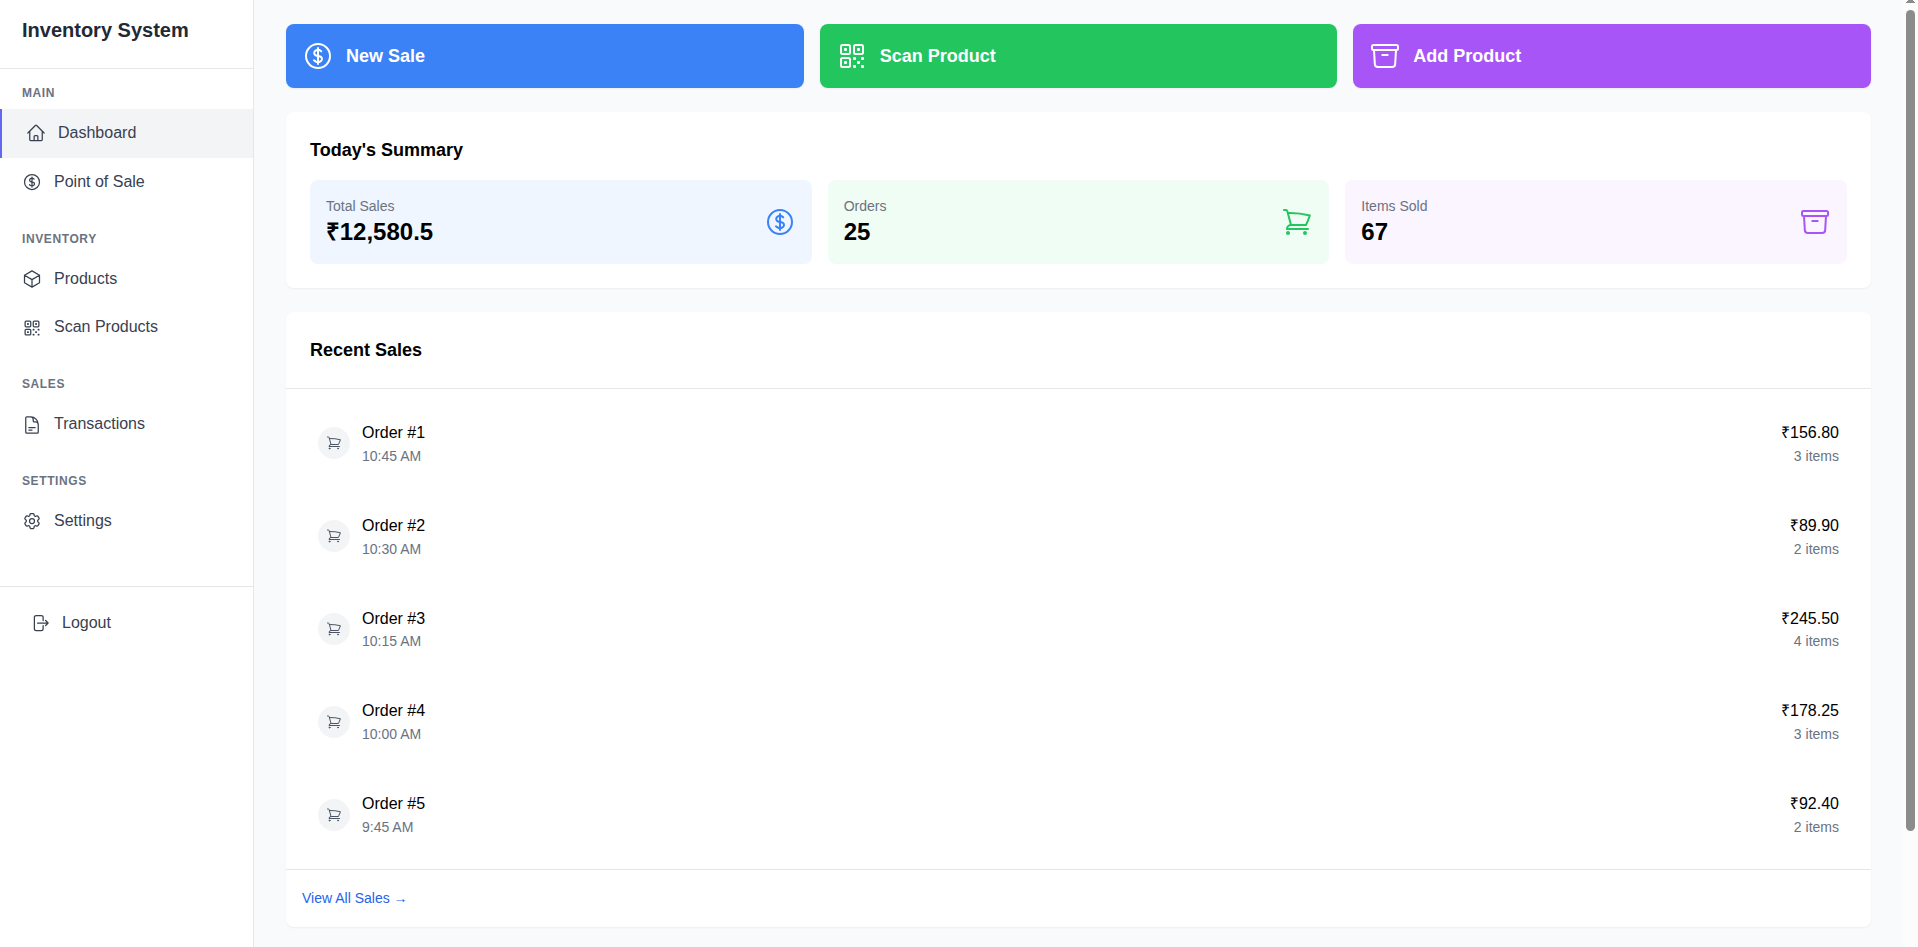 Inventory System
MAIN
Dashboard
Point of Sale
INVENTORY
Products
Scan Products
SALES
Transactions
SETTINGS
Settings
Logout
New Sale
Scan Product
Add Product
Today's Summary
Total Sales
₹12,580.5
Orders
25
Items Sold
67
Recent Sales
Order #1
10:45 AM
₹156.80
3 items
Order #2
10:30 AM
₹89.90
2 items
Order #3
10:15 AM
₹245.50
4 items
Order #4
10:00 AM
₹178.25
3 items
Order #5
9:45 AM
₹92.40
2 items
View All Sales →